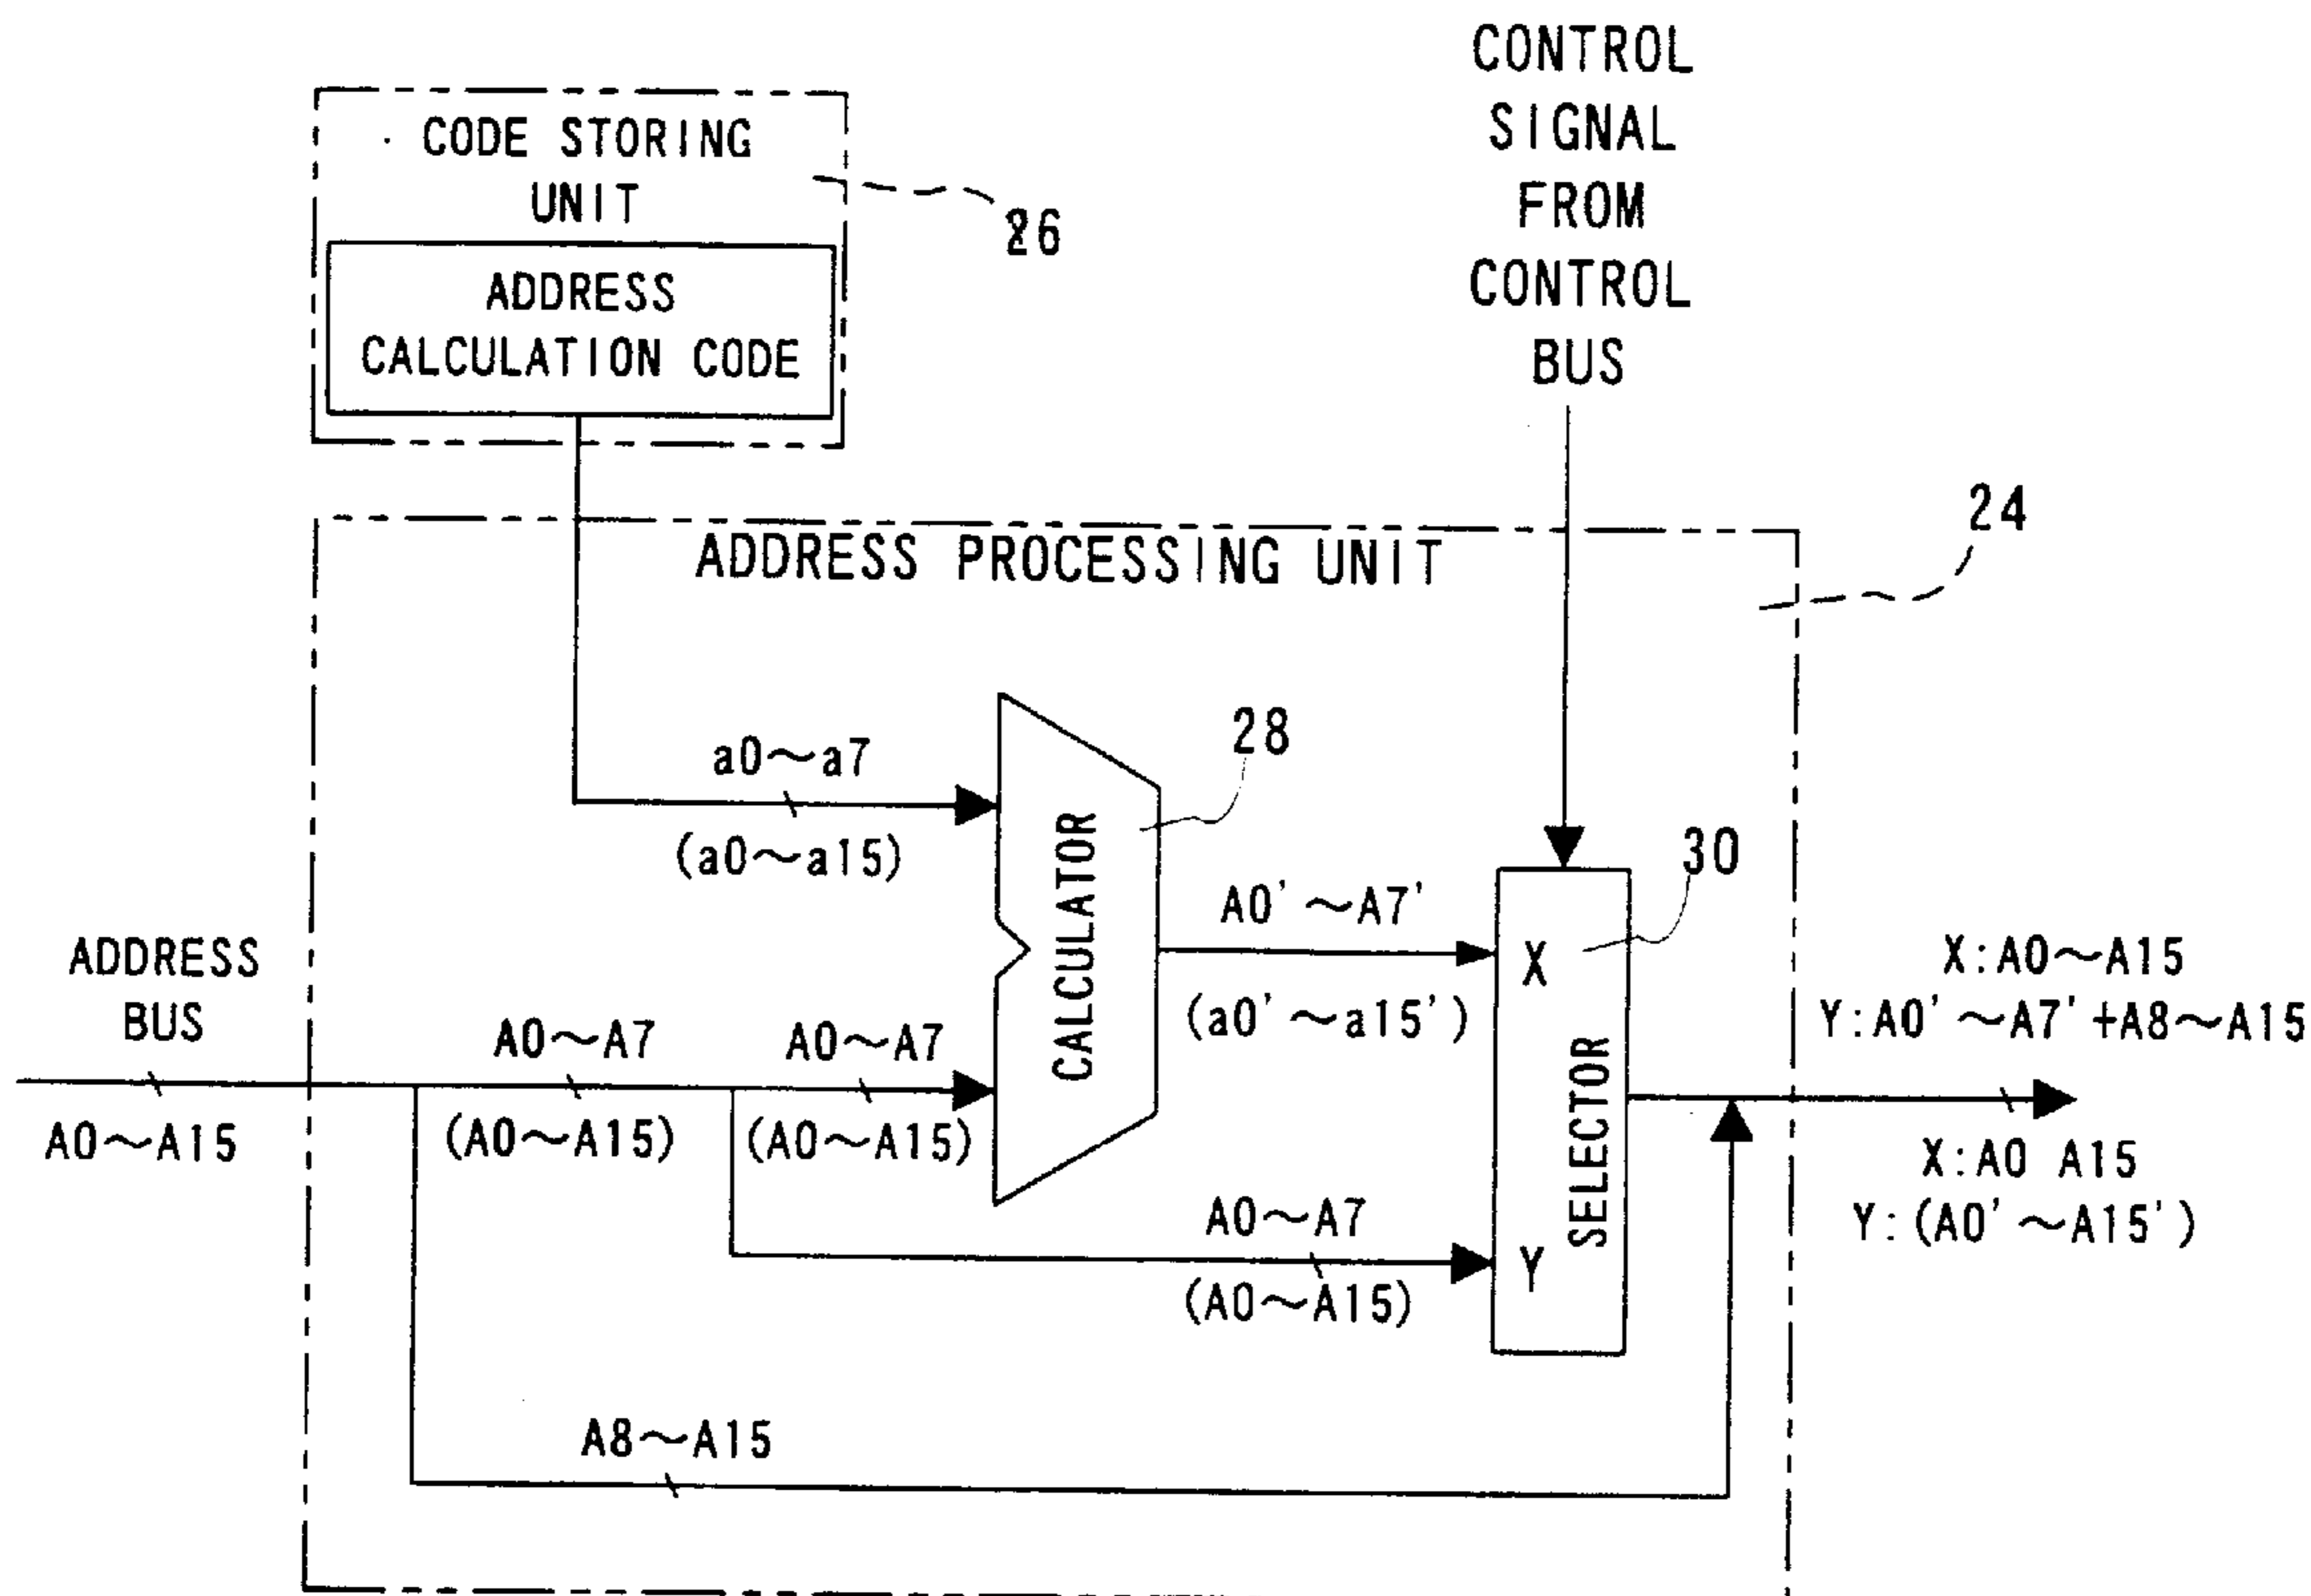 CONTROL
SIGNAL
FROM
CONTROL
BUS
CODE STORING
UNIT
26
ADDRESS
CALCULATION CODE
24
ADDRESS PROCESSING UNIT
28
a0~a7
(a0~a15)
CALCULATOR
30
A0'~A7'
(a0'~a15')
X
SELECTOR
Y
ADDRESS
BUS
A0~A15
A0~A7
(A0~A15)
A0~A7
(A0~A15)
A0~A7
(A0~A15)
X:A0~A15
Y:A0'~A7'+A8~A15
X:A0 A15
Y:(A0'~A15')
A8~A15